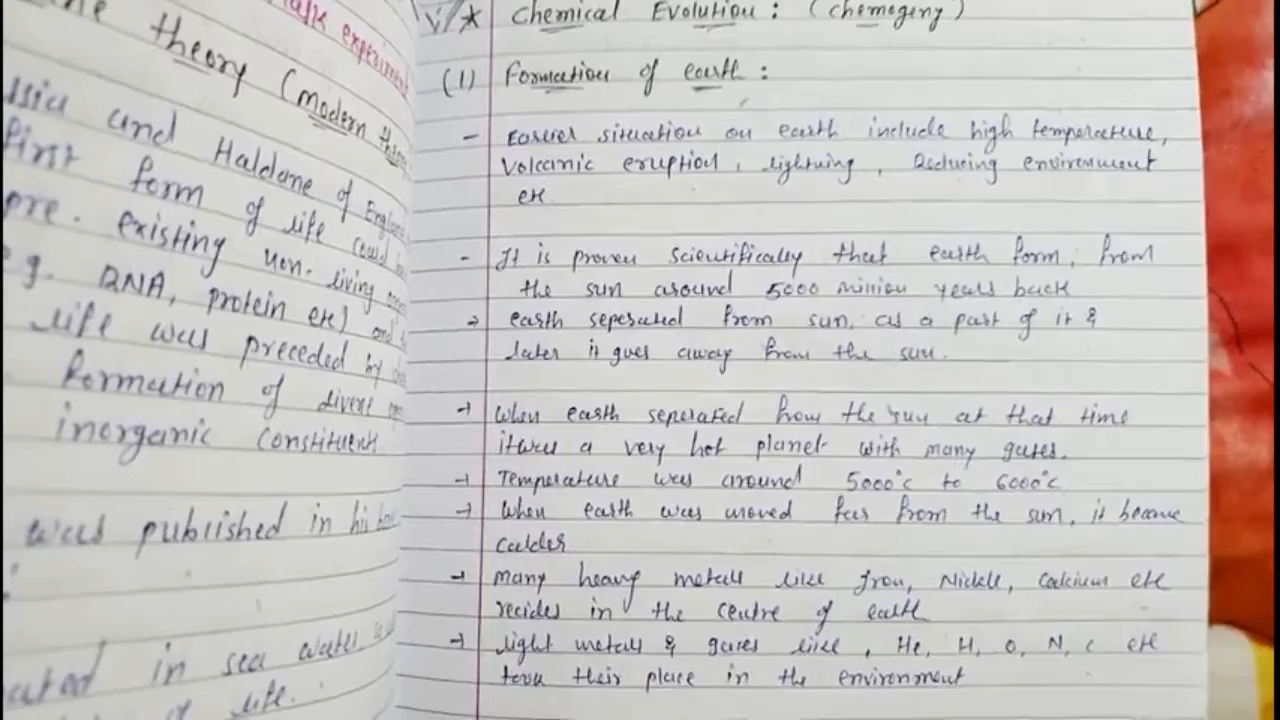 experiment
theory (modern
and Haldane of England
first form of life could
pre. existing non-living
e.g. RNA, protein etc) and
life was preceded by
formation of
inorganic constituent
was published in his
in sea water
of life.
Chemical Evolution : (chemogeny)
(1) Formation of earth :
- Earlier situation on earth include high temperature,
volcanic eruption, lightning, Reducing environment
etc
- It is proven scientifically that earth form, from
the sun around 5000 million years back
→ earth seperated from sun, as a part of it &
later it goes away from the sun.
→ When earth seperated from the sun at that time
it was a very hot planet with many gases.
→ Temperature was around 5000°c to 6000°c
→ When earth was moved far from the sun, it became
colder
→ many heavy metals like Iron, Nickle, calcium etc
recides in the centre of earth
→ light metals & gases like, He, H, O, N, C etc
their place in the environment